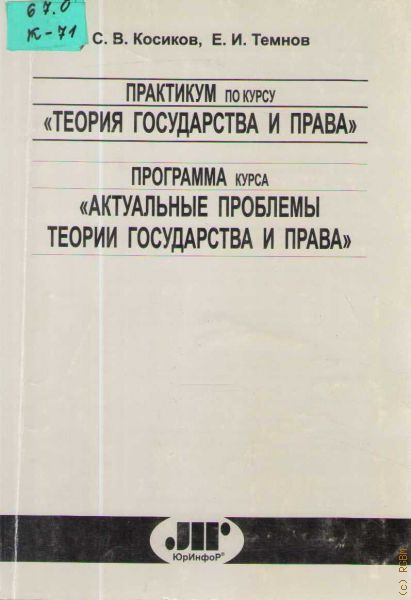 67.0
К-71
С. В. Косиков, Е. И. Темнов
ПРАКТИКУМ ПО КУРСУ
«ТЕОРИЯ ГОСУДАРСТВА И ПРАВА»
ПРОГРАММА КУРСА
«АКТУАЛЬНЫЕ ПРОБЛЕМЫ
ТЕОРИИ ГОСУДАРСТВА И ПРАВА»
ЮрИнфоР®